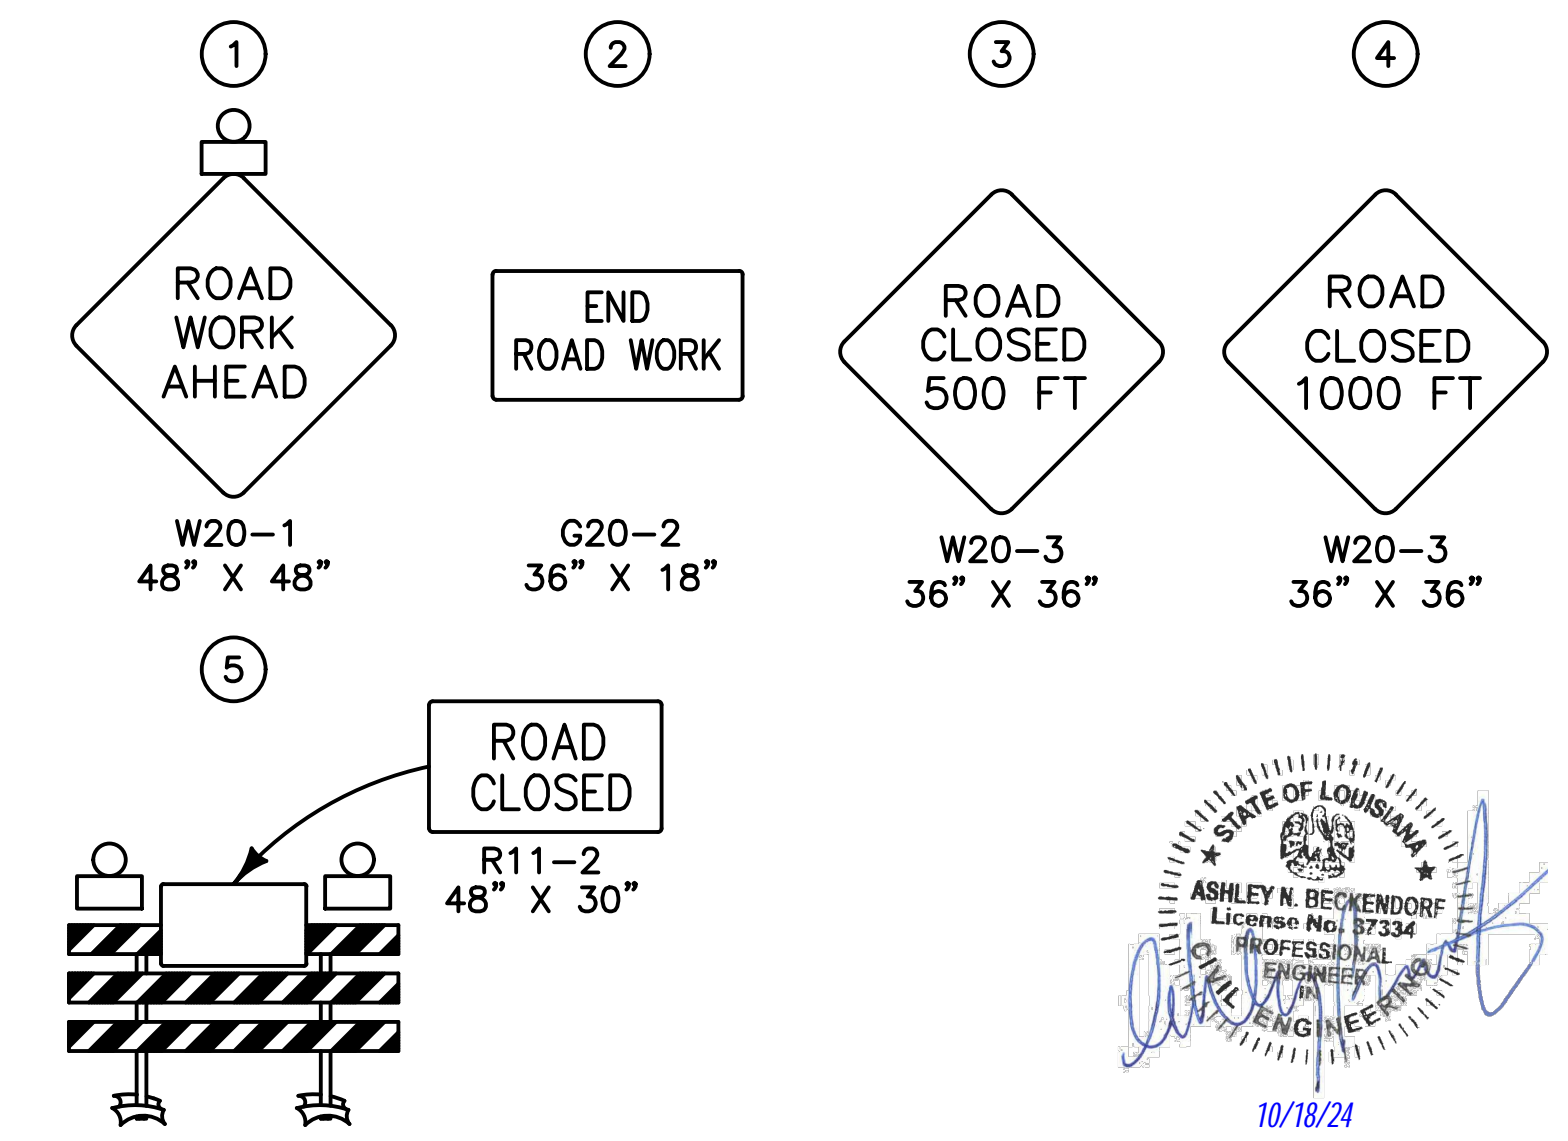 1
2
3
4
ROAD
WORK
AHEAD
W20-1
48” X 48”
END
ROAD WORK
G20-2
36” X 18”
ROAD
CLOSED
500 FT
W20-3
36” X 36”
ROAD
CLOSED
1000 FT
W20-3
36” X 36”
5
ROAD
CLOSED
R11-2
48” X 30”
STATE OF LOUISIANA
ASHLEY N. BECKENDORF
License No. 37334
PROFESSIONAL
ENGINEER
IN
CIVIL ENGINEERING
10/18/24